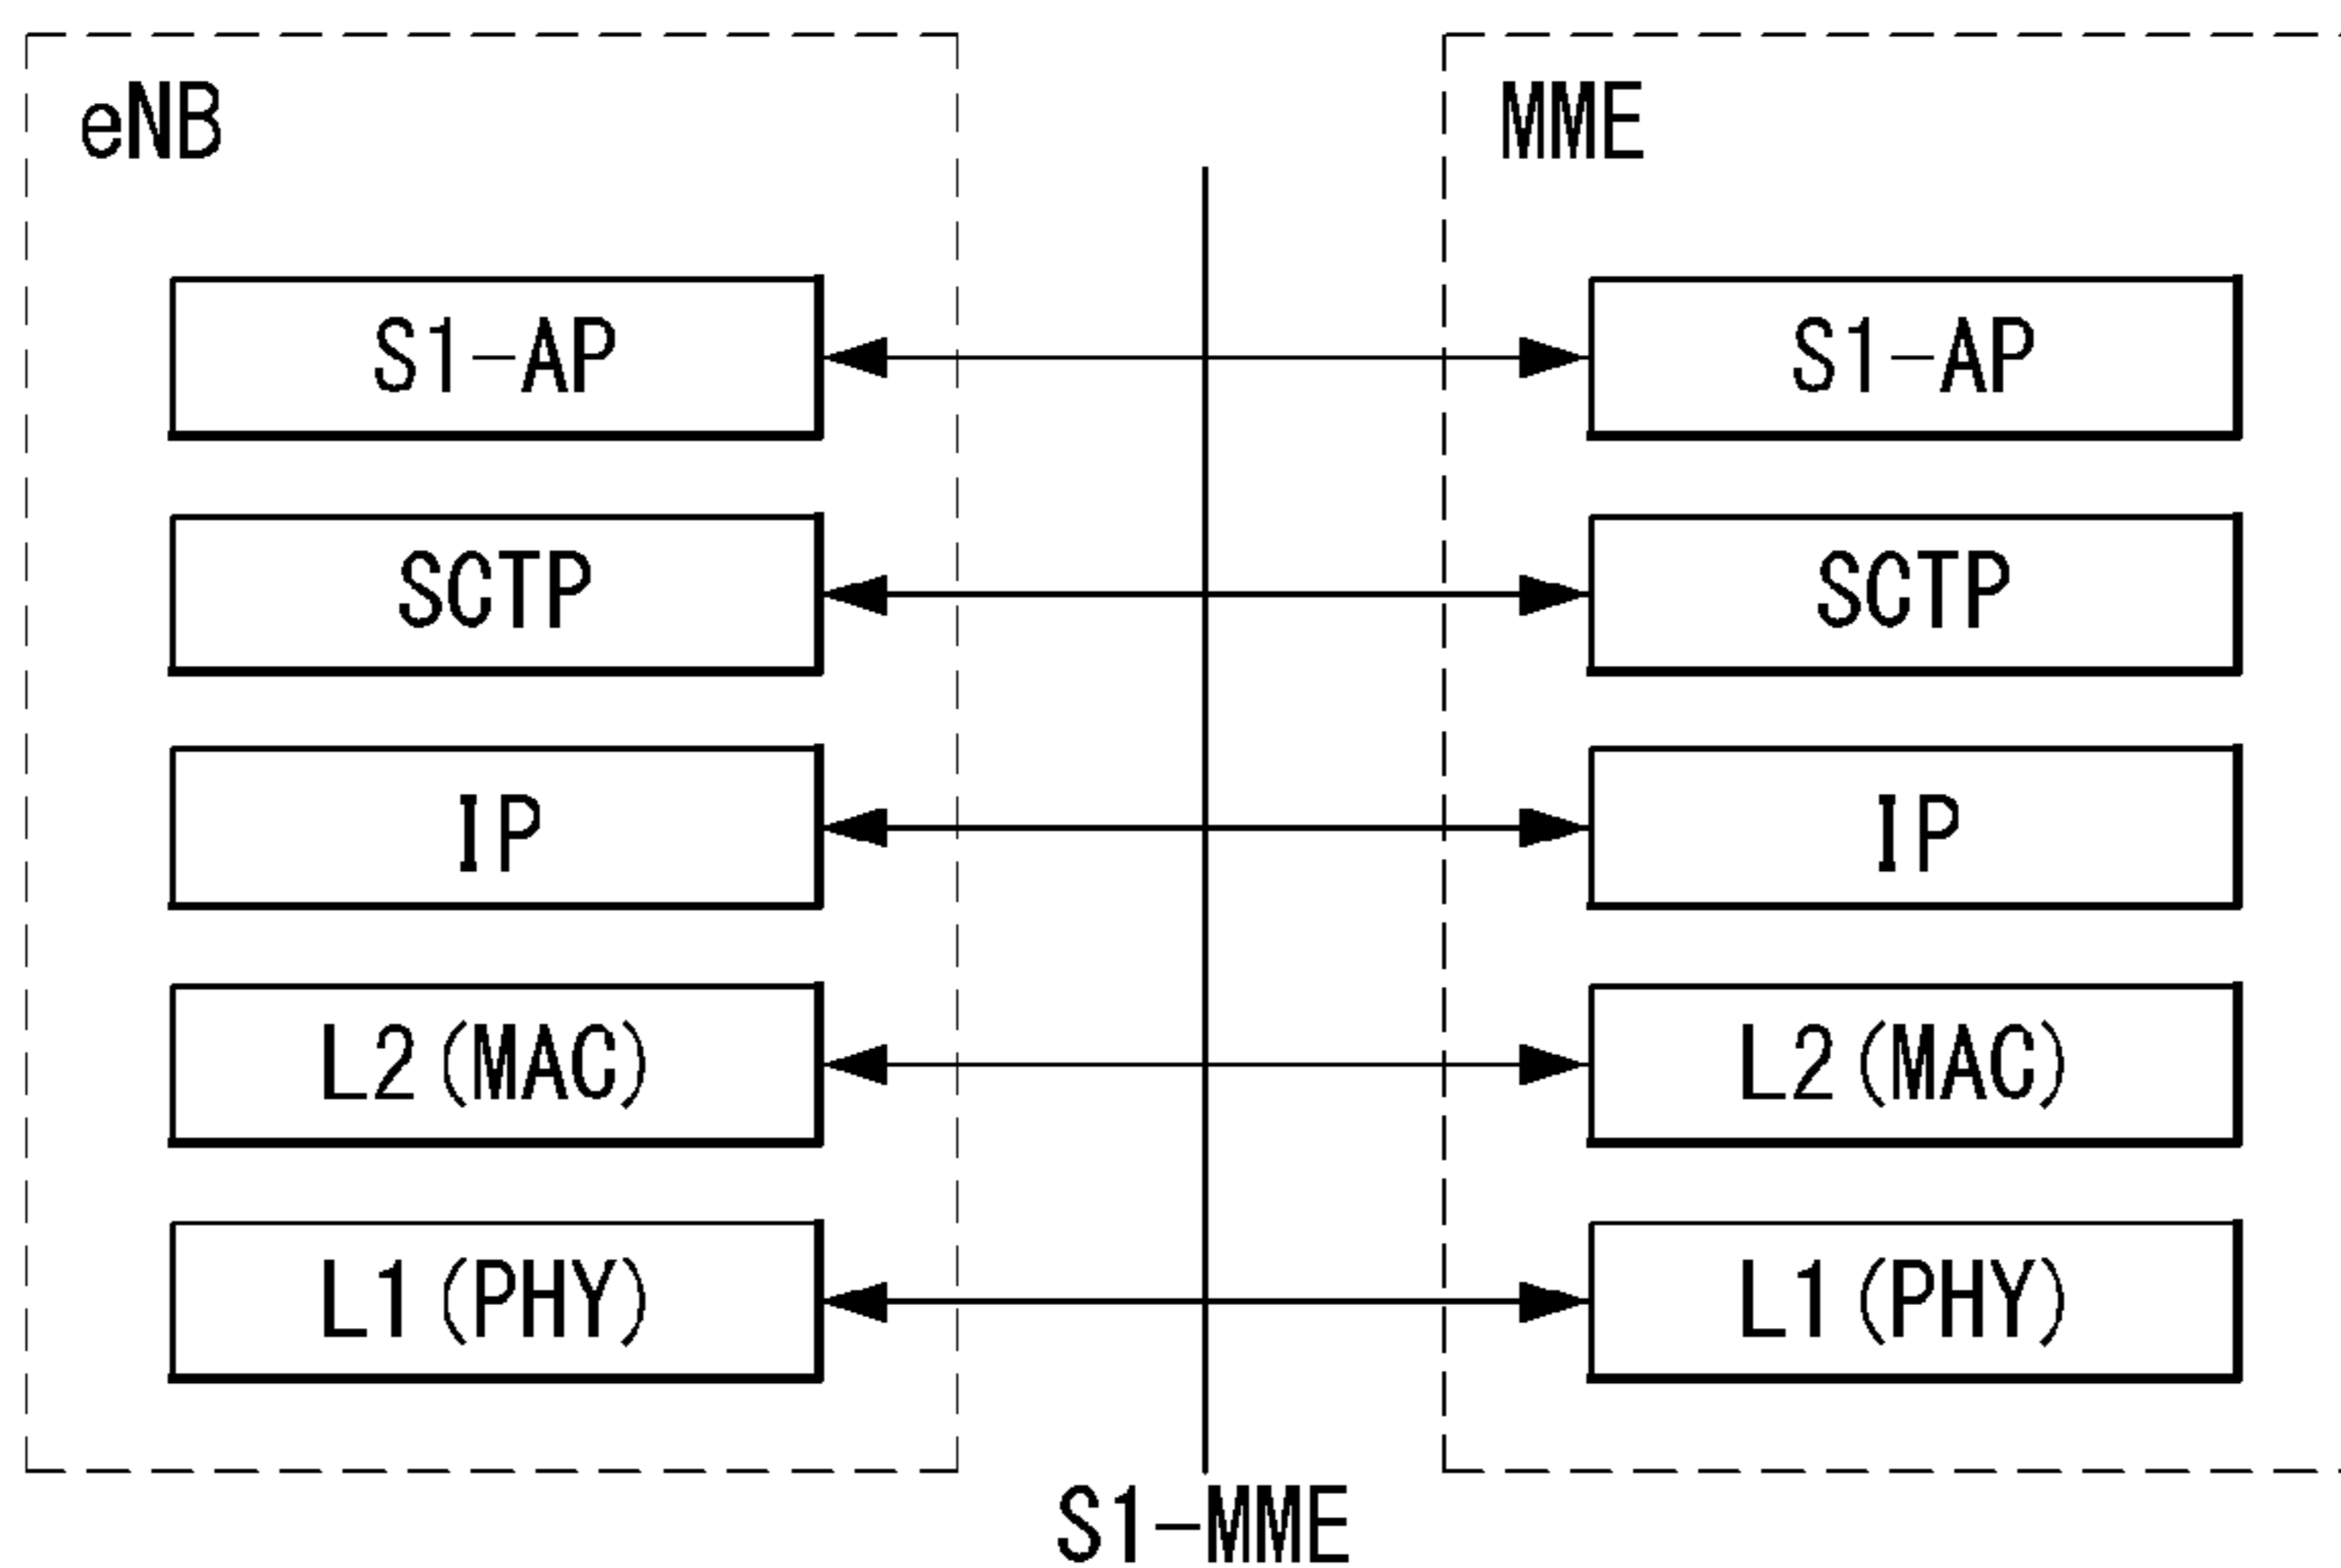 eNB
MME
S1-AP
S1-AP
SCTP
SCTP
IP
IP
L2(MAC)
L2(MAC)
L1(PHY)
L1(PHY)
S1-MME